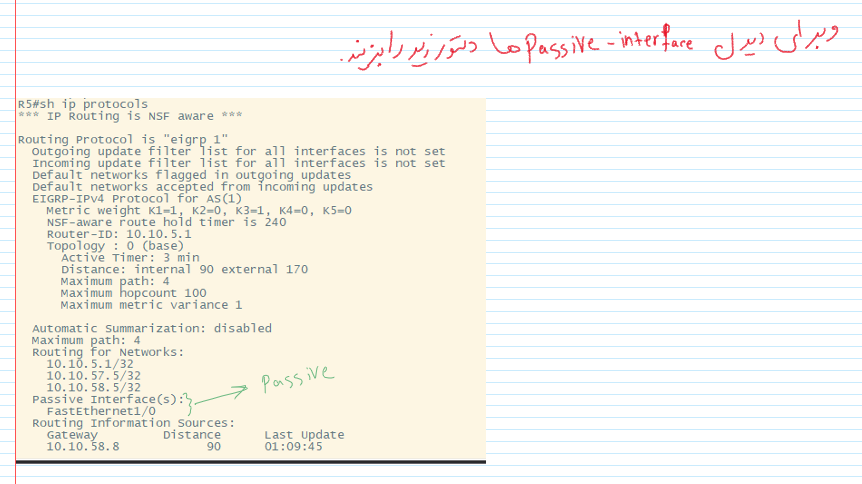 و برای دیدن passive-interface ها دستور زیر را بزنید.
R5#sh ip protocols
*** IP Routing is NSF aware ***
Routing Protocol is "eigrp 1"
Outgoing update filter list for all interfaces is not set
Incoming update filter list for all interfaces is not set
Default networks flagged in outgoing updates
Default networks accepted from incoming updates
EIGRP-IPv4 Protocol for AS(1)
Metric weight K1=1, K2=0, K3=1, K4=0, K5=0
NSF-aware route hold timer is 240
Router-ID: 10.10.5.1
Topology : 0 (base)
Active Timer: 3 min
Distance: internal 90 external 170
Maximum path: 4
Maximum hopcount 100
Maximum metric variance 1
Automatic Summarization: disabled
Maximum path: 4
Routing for Networks:
10.10.5.1/32
10.10.57.5/32
10.10.58.5/32
Passive Interface(s):
FastEthernet1/0
passive
Routing Information Sources:
Gateway Distance Last Update
10.10.58.8 90 01:09:45